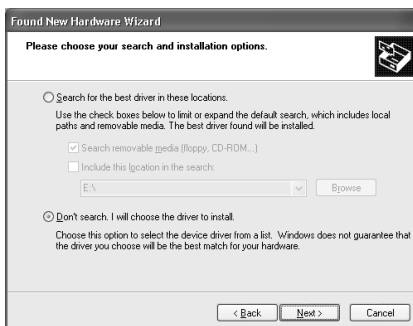 Found New Hardware Wizard
Please choose your search and installation options.
Search for the best driver in these locations.
Use the check boxes below to limit or expand the default search, which includes local
paths and removable media. The best driver found will be installed.
Search removable media (floppy, CD-ROM...)
Include this location in the search:
E:\
Browse
Don't search. I will choose the driver to install.
Choose this option to select the device driver from a list. Windows does not guarantee that
the driver you choose will be the best match for your hardware.
< Back
Next >
Cancel